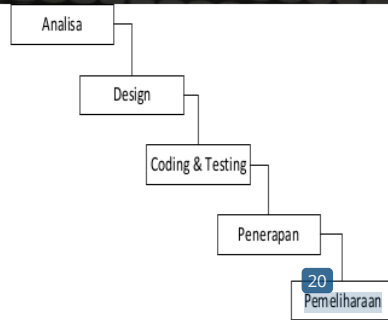 Analisa
Design
Coding & Testing
Penerapan
20
Pemeliharaan